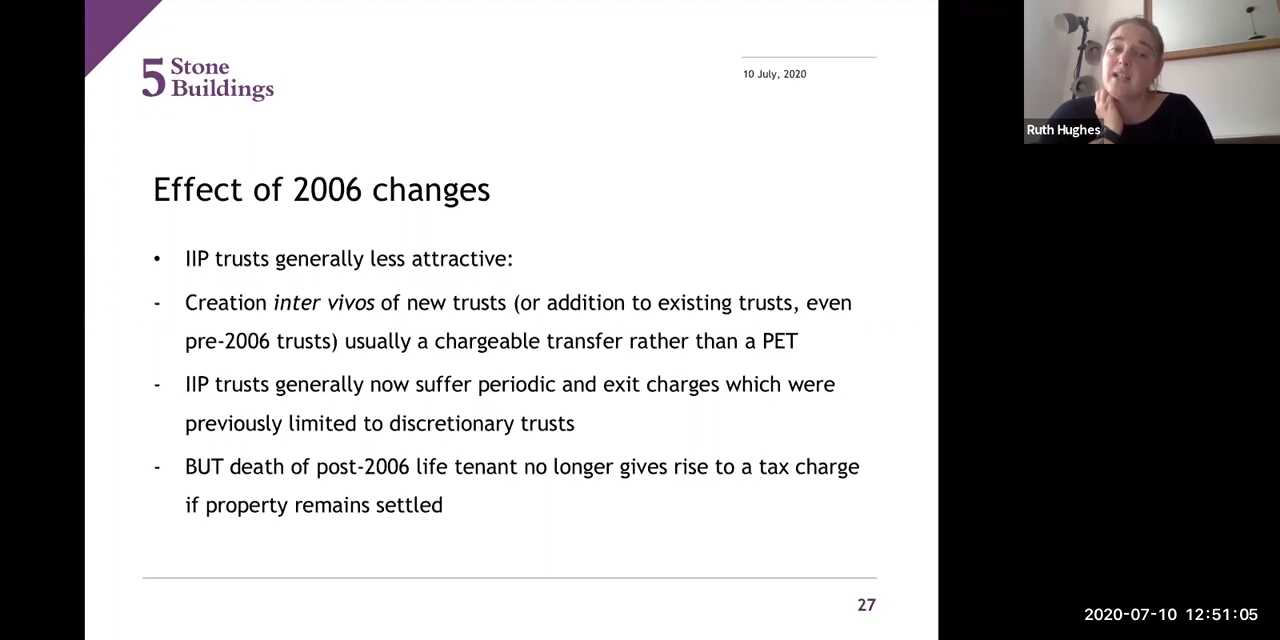 5 Stone
Buildings
10 July, 2020
Ruth Hughes
Effect of 2006 changes
• IIP trusts generally less attractive:
- Creation inter vivos of new trusts (or addition to existing trusts, even
pre-2006 trusts) usually a chargeable transfer rather than a PET
- IIP trusts generally now suffer periodic and exit charges which were
previously limited to discretionary trusts
- BUT death of post-2006 life tenant no longer gives rise to a tax charge
if property remains settled
27
2020-07-10 12:51:05